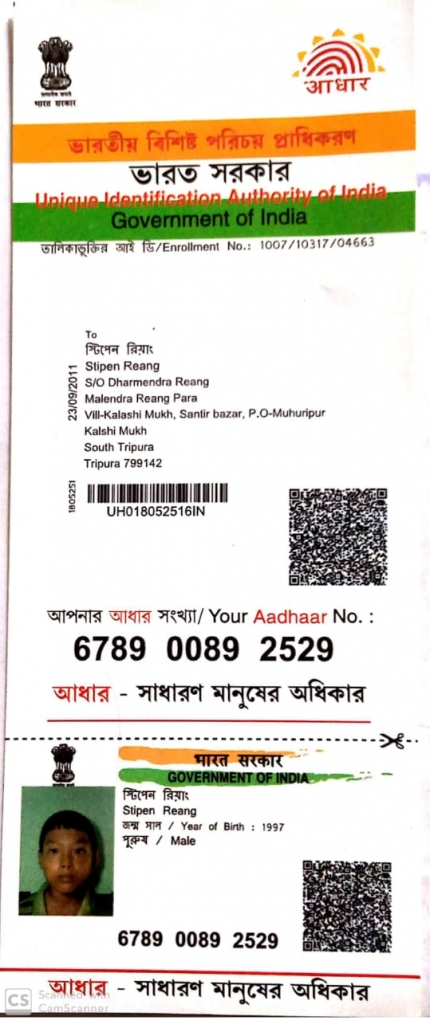 भारत सरकार
আধার
ভারতীয় বিশিষ্ট পরিচয় প্রাধিকরণ
ভারত সরকার
Unique Identification Authority of India
Government of India
তালিকাভুক্তির আই ডি/Enrollment No.: 1007/10317/04663
To
স্টিপেন রিয়াং
Stipen Reang
S/O Dharmendra Reang
Malendra Reang Para
Vill-Kalashi Mukh, Santir bazar, P.O-Muhuripur
Kalshi Mukh
South Tripura
Tripura 799142
23/09/2011
1805251
UH018052516IN
আপনার আধার সংখ্যা/ Your Aadhaar No. :
6789 0089 2529
আধার - সাধারণ মানুষের অধিকার
भारत सरकार
GOVERNMENT OF INDIA
স্টিপেন রিয়াং
Stipen Reang
জন্ম সাল / Year of Birth : 1997
পুরুষ / Male
6789 0089 2529
আধার - সাধারণ মানুষের অধিকার
CS Scanned with
CamScanner